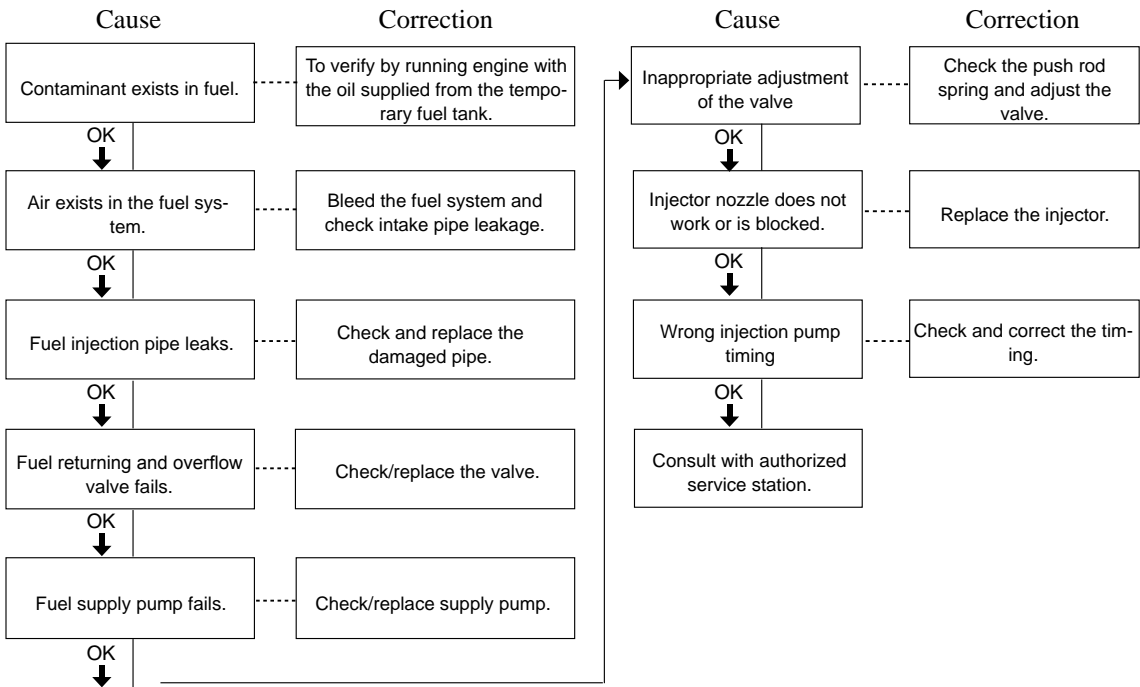 Cause
Correction
Contaminant exists in fuel.
To verify by running engine with
the oil supplied from the tempo-
rary fuel tank.
OK
Air exists in the fuel sys-
tem.
Bleed the fuel system and
check intake pipe leakage.
OK
Fuel injection pipe leaks.
Check and replace the
damaged pipe.
OK
Fuel returning and overflow
valve fails.
Check/replace the valve.
OK
Fuel supply pump fails.
Check/replace supply pump.
OK
Cause
Correction
Inappropriate adjustment
of the valve
Check the push rod
spring and adjust the
valve.
OK
Injector nozzle does not
work or is blocked.
Replace the injector.
OK
Wrong injection pump
timing
Check and correct the tim-
ing.
OK
Consult with authorized
service station.